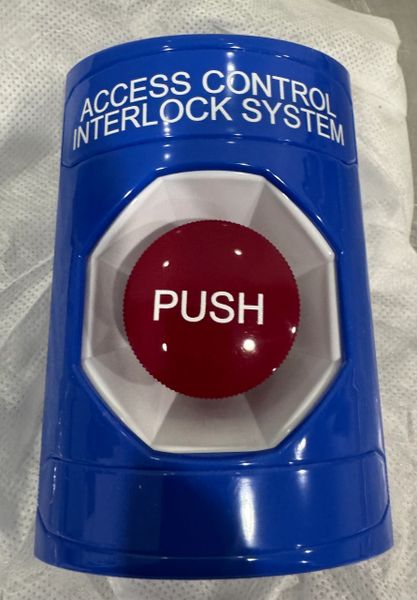 ACCESS CONTROL
INTERLOCK SYSTEM
PUSH